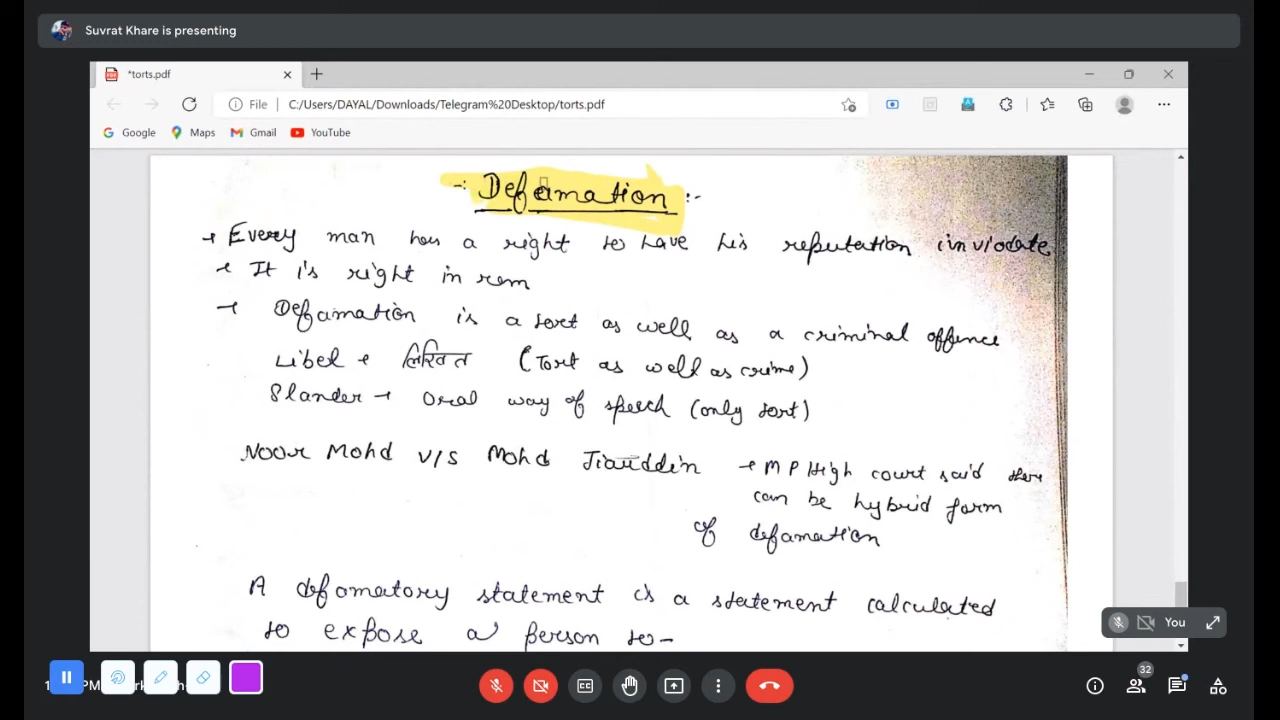 Suvrat Khare is presenting
*torts.pdf
File | C:/Users/DAYAL/Downloads/Telegram%20Desktop/torts.pdf
Google Maps Gmail YouTube
-: Defamation :-
→ Every man has a right to have his reputation inviolate
→ It is right in rem
→ Defamation is a tort as well as a criminal offence
Libel → लिखित (Tort as well as crime)
Slander → Oral way of speech (only tort)
Noor Mohd v/s Mohd Jiauddin → MP High court said there
can be hybrid form
of defamation
A defamatory statement is a statement calculated
to expose a person to-
You
PM
32